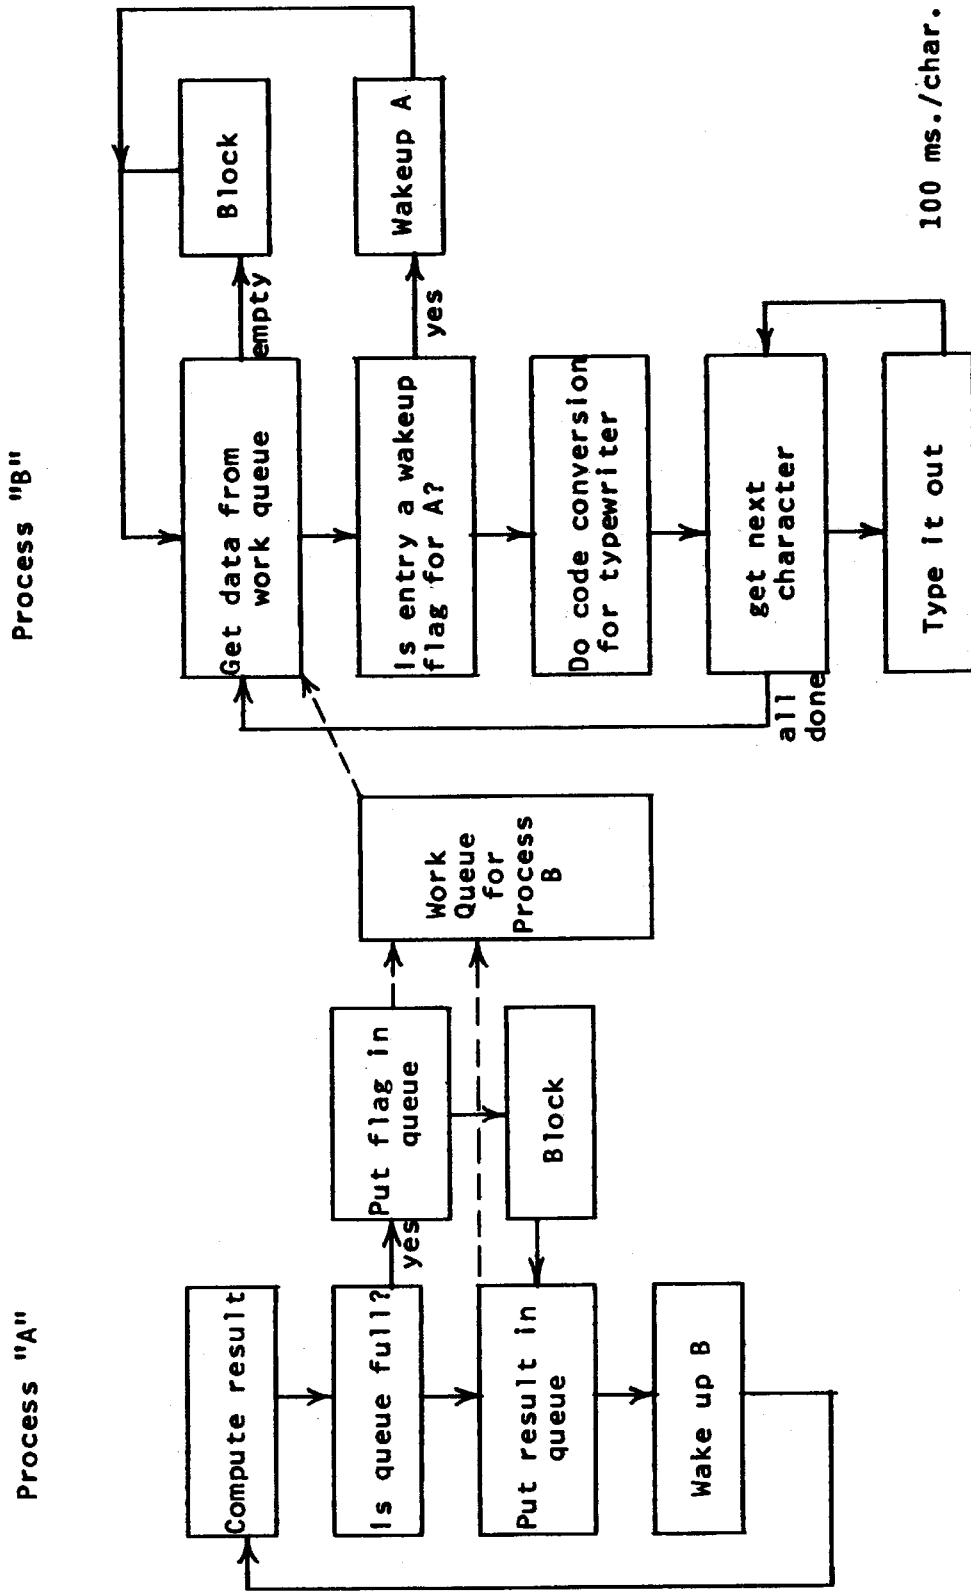 Process "A"
Compute result
Is queue full?
yes
Put flag in
queue
Block
Put result in
queue
Wake up B
Work
Queue
for
Process
B
Process "B"
Get data from
work queue
empty
Block
Is entry a wakeup
flag for A?
yes
Wakeup A
Do code conversion
for typewriter
get next
character
all
done
Type it out
100 ms./char.